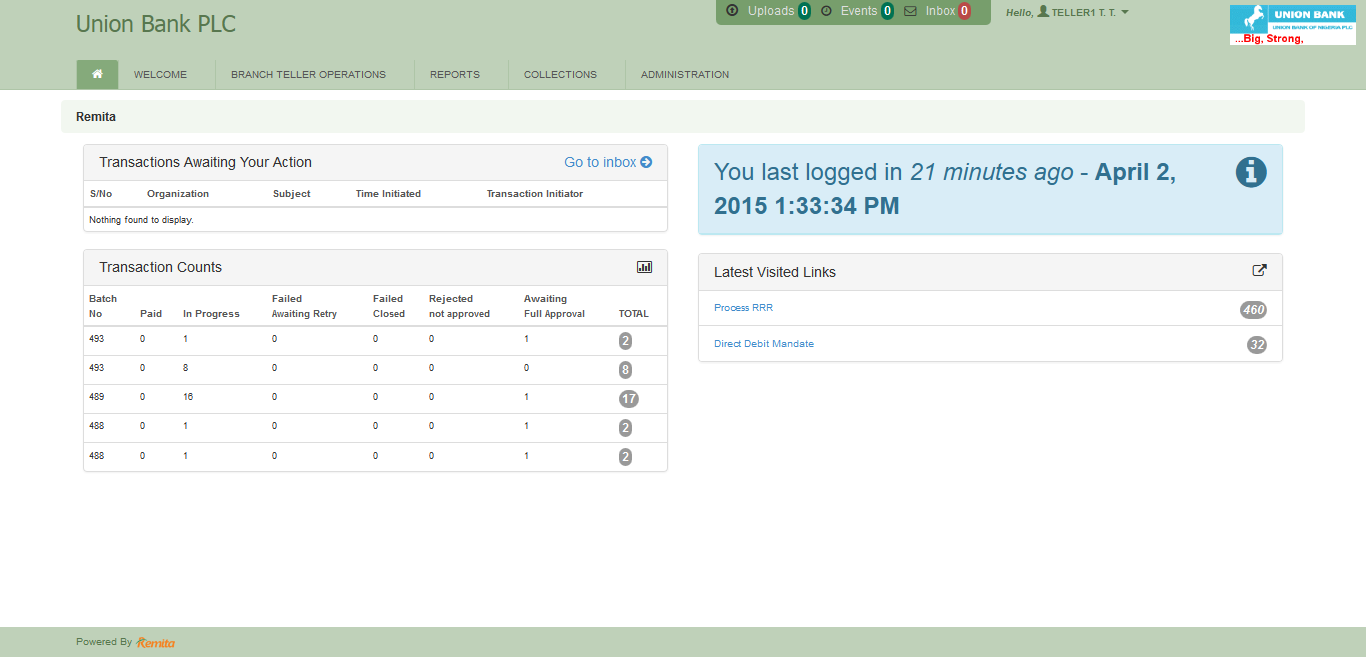 Union Bank PLC
Uploads 0 Events 0 Inbox 0
Hello, TELLER1 T. T.
UNION BANK
UNION BANK OF NIGERIA PLC
...Big, Strong,
WELCOME BRANCH TELLER OPERATIONS REPORTS COLLECTIONS ADMINISTRATION
Remita
Transactions Awaiting Your Action Go to inbox
S/No Organization Subject Time Initiated Transaction Initiator
Nothing found to display.
You last logged in 21 minutes ago - April 2,
2015 1:33:34 PM
Transaction Counts
Batch Failed Failed Rejected Awaiting
No Paid In Progress Awaiting Retry Closed not approved Full Approval TOTAL
493 0 1 0 0 0 1 2
493 0 8 0 0 0 0 8
489 0 16 0 0 0 1 17
488 0 1 0 0 0 1 2
488 0 1 0 0 0 1 2
Latest Visited Links
Process RRR 460
Direct Debit Mandate 32
Powered By Remita